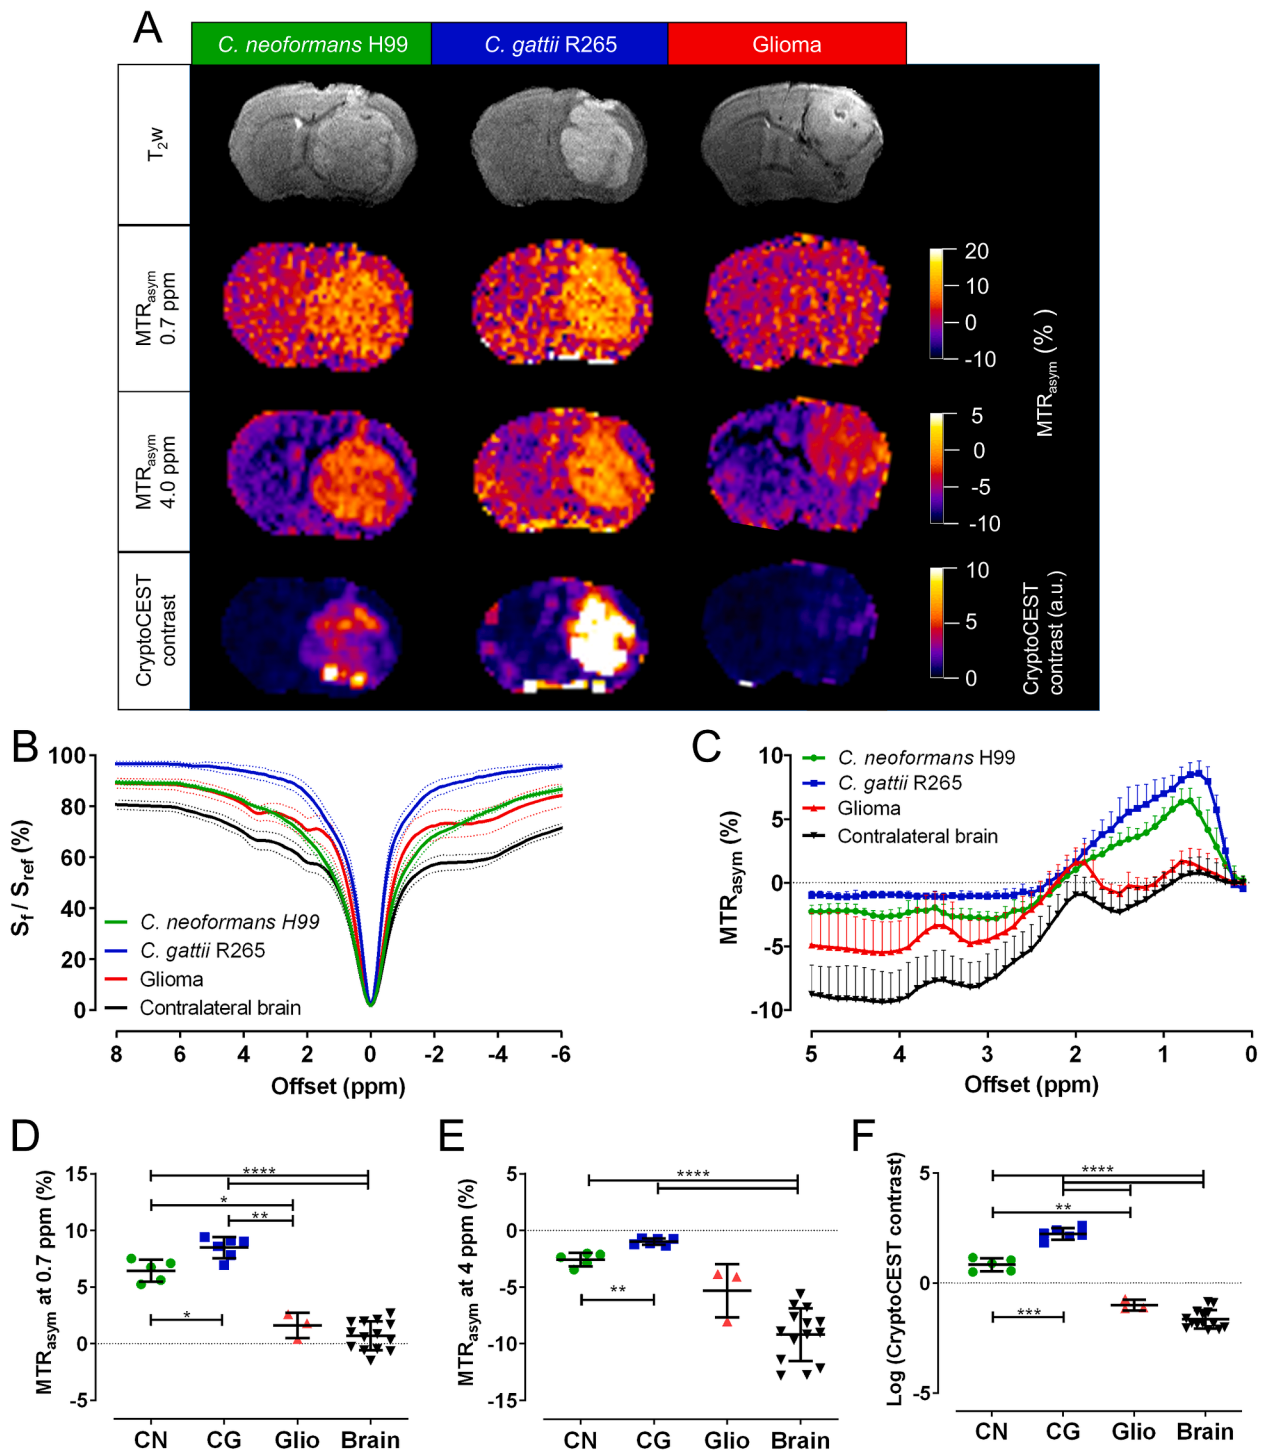 A
C. neoformans H99 C. gattii R265 Glioma
T2w
MTRasym
0.7 ppm
20
10
0
-10
MTRasym (%)
MTRasym
4.0 ppm
5
0
-5
-10
CryptoCEST
contrast
10
5
0
CryptoCEST
contrast (a.u.)
B
100
80
60
40
20
0
Sf / Sref (%)
C. neoformans H99
C. gattii R265
Glioma
Contralateral brain
8 6 4 2 0 -2 -4 -6
Offset (ppm)
C
10
5
0
-5
-10
MTRasym (%)
C. neoformans H99
C. gattii R265
Glioma
Contralateral brain
5 4 3 2 1 0
Offset (ppm)
D
15
10
5
0
-5
MTRasym at 0.7 ppm (%)
****
*
**
*
CN CG Glio Brain
E
5
0
-5
-10
-15
MTRasym at 4 ppm (%)
****
**
CN CG Glio Brain
F
5
0
-5
Log (CryptoCEST contrast)
****
**
***
CN CG Glio Brain